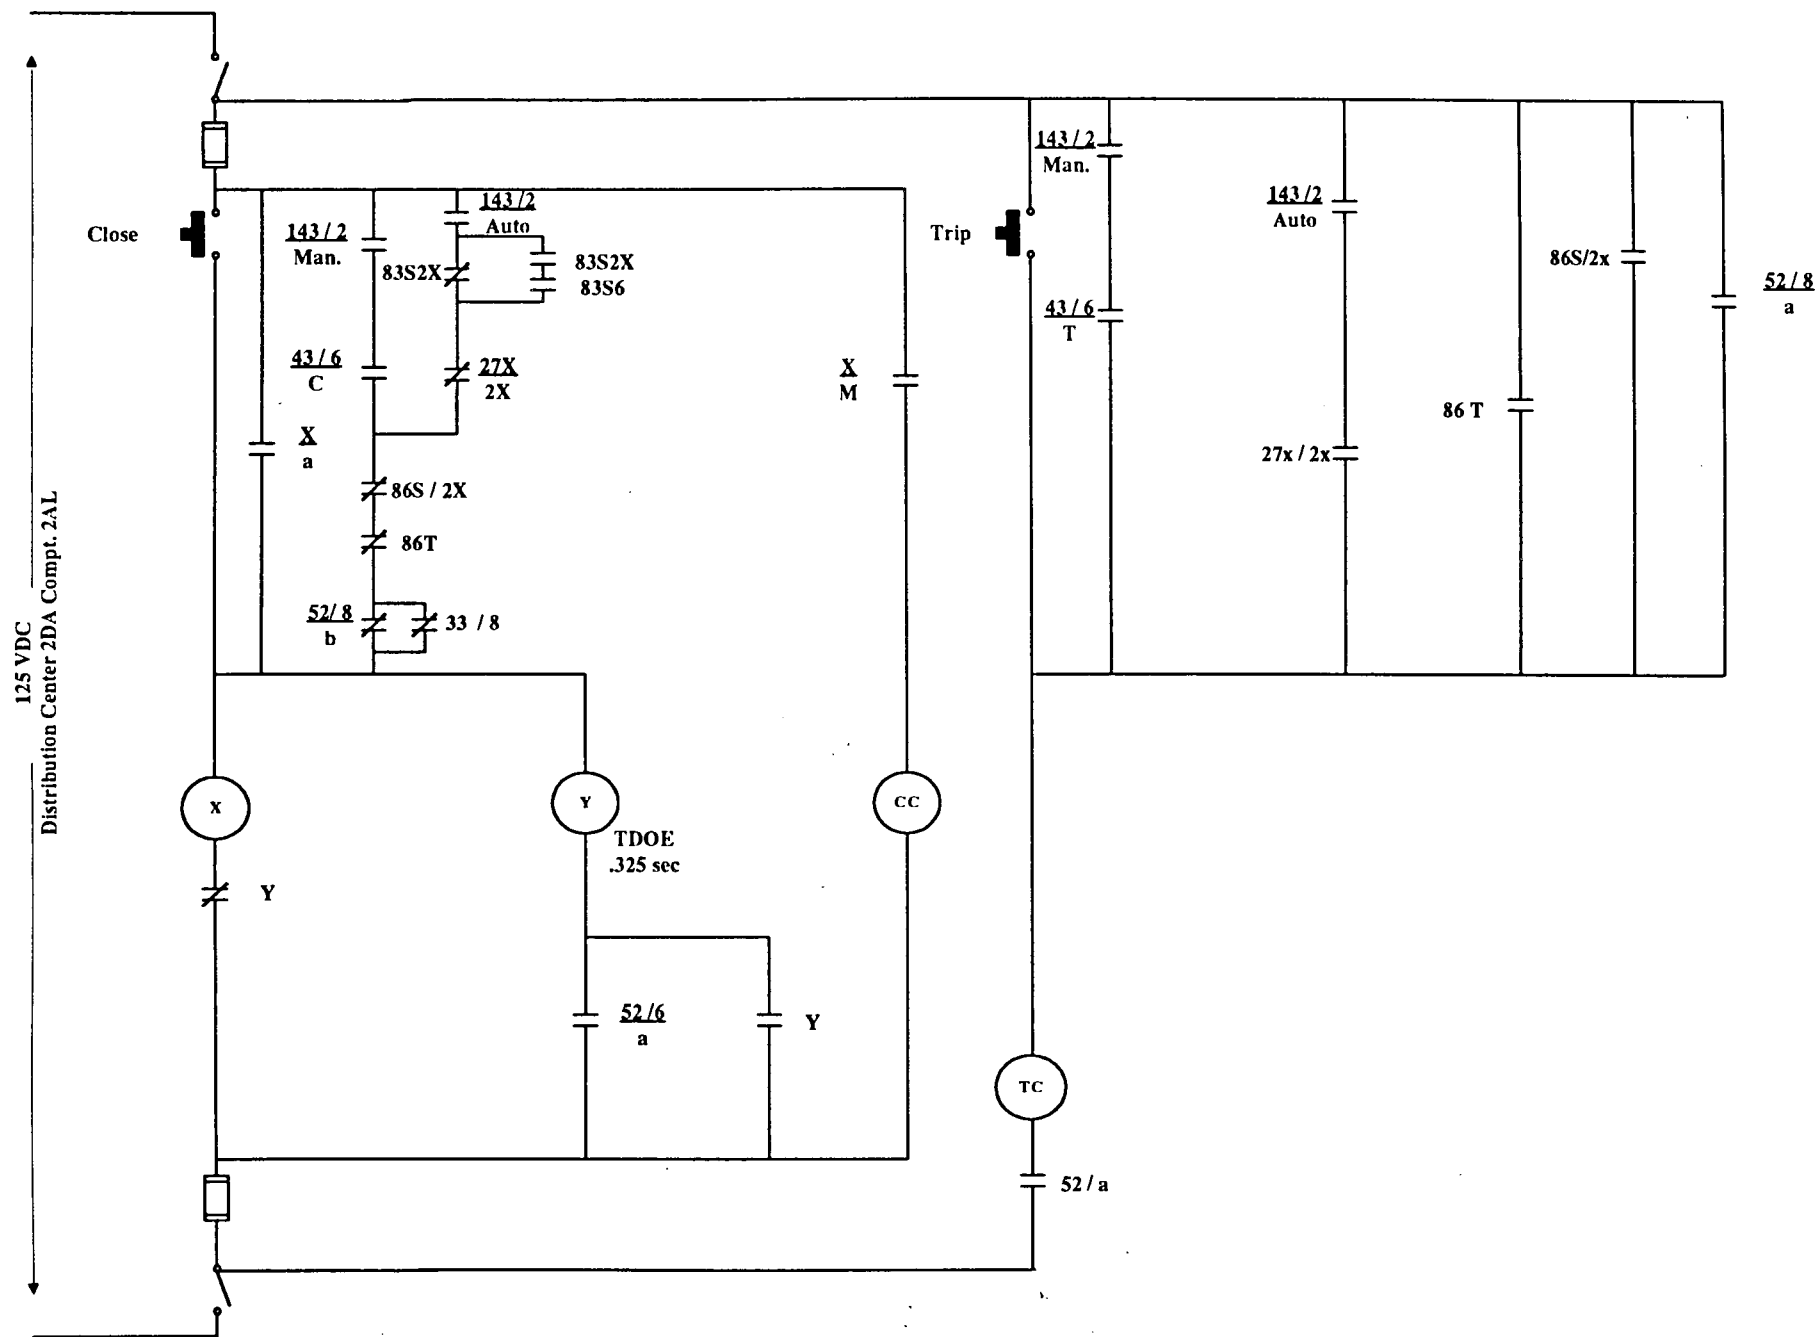 143 / 2
Man.
143 /2
Auto
143 / 2
Auto
Close
143 / 2
Man.
83S2X
83S2X
83S6
Trip
86S/2x
52 / 8
a
43 / 6
T
43 / 6
C
27X
2X
X
M
86 T
X
a
27x / 2x
86S / 2X
86T
52/ 8
b
33 / 8
125 VDC
Distribution Center 2DA Compt. 2AL
X
Y
CC
TDOE
.325 sec
Y
52 /6
a
Y
TC
52 / a